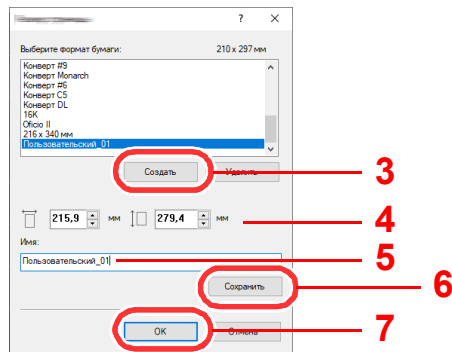 ? ×
Выберите формат бумаги: 210 x 297 мм
Конверт #9
Конверт Monarch
Конверт #6
Конверт C5
Конверт DL
16K
Oficio II
216 x 340 мм
Пользовательский_01
Создать Удалить 3
215,9 мм 279,4 мм 4
Имя: 5
Пользовательский_01
Сохранить 6
OK Отмена 7